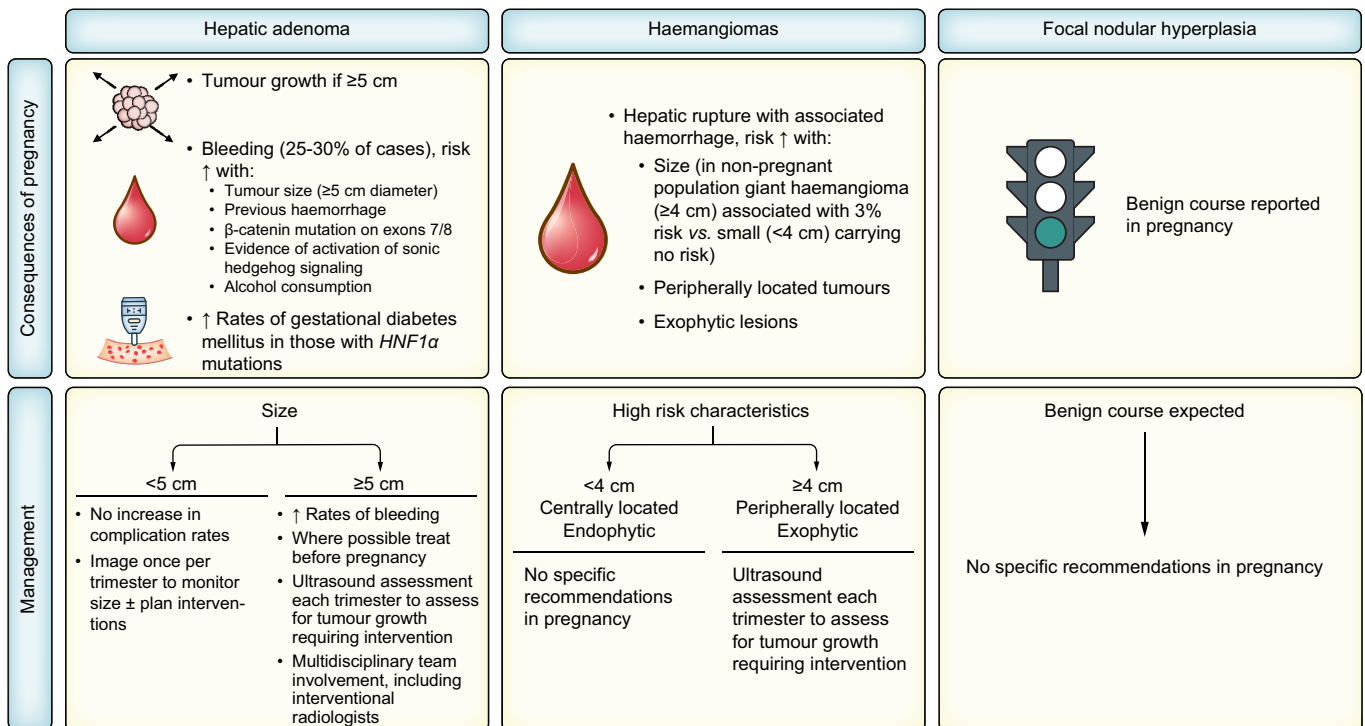 Hepatic adenoma
Haemangiomas
Focal nodular hyperplasia
Consequences of pregnancy
• Tumour growth if ≥5 cm
• Bleeding (25-30% of cases), risk
↑ with:
• Tumour size (≥5 cm diameter)
• Previous haemorrhage
• β-catenin mutation on exons 7/8
• Evidence of activation of sonic
hedgehog signaling
• Alcohol consumption
• ↑ Rates of gestational diabetes
mellitus in those with HNF1α
mutations
• Hepatic rupture with associated
haemorrhage, risk ↑ with:
• Size (in non-pregnant
population giant haemangioma
(≥4 cm) associated with 3%
risk vs. small (<4 cm) carrying
no risk)
• Peripherally located tumours
• Exophytic lesions
Benign course reported
in pregnancy
Management
Size
<5 cm
• No increase in
complication rates
• Image once per
trimester to monitor
size ± plan interven-
tions
≥5 cm
• ↑ Rates of bleeding
• Where possible treat
before pregnancy
• Ultrasound assessment
each trimester to assess
for tumour growth
requiring intervention
• Multidisciplinary team
involvement, including
interventional
radiologists
High risk characteristics
<4 cm
Centrally located
Endophytic
No specific
recommendations
in pregnancy
≥4 cm
Peripherally located
Exophytic
Ultrasound
assessment each
trimester to assess
for tumour growth
requiring intervention
Benign course expected
No specific recommendations in pregnancy